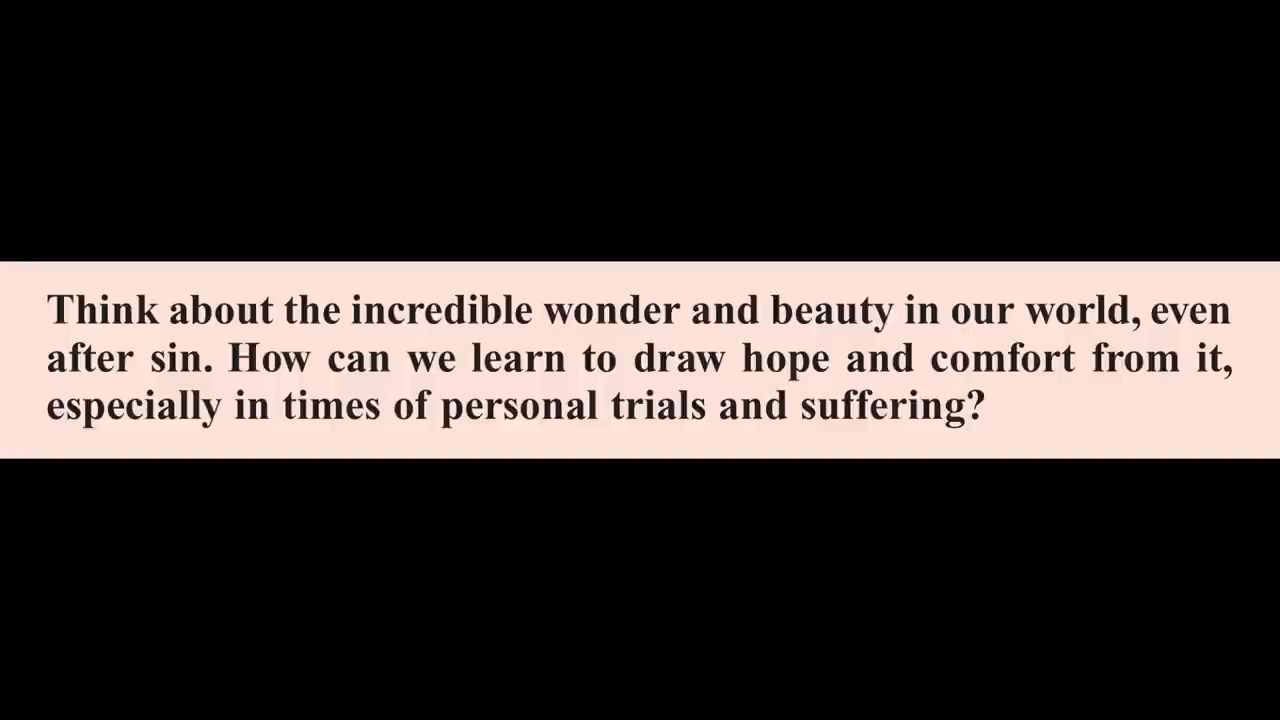 Think about the incredible wonder and beauty in our world, even
after sin. How can we learn to draw hope and comfort from it,
especially in times of personal trials and suffering?